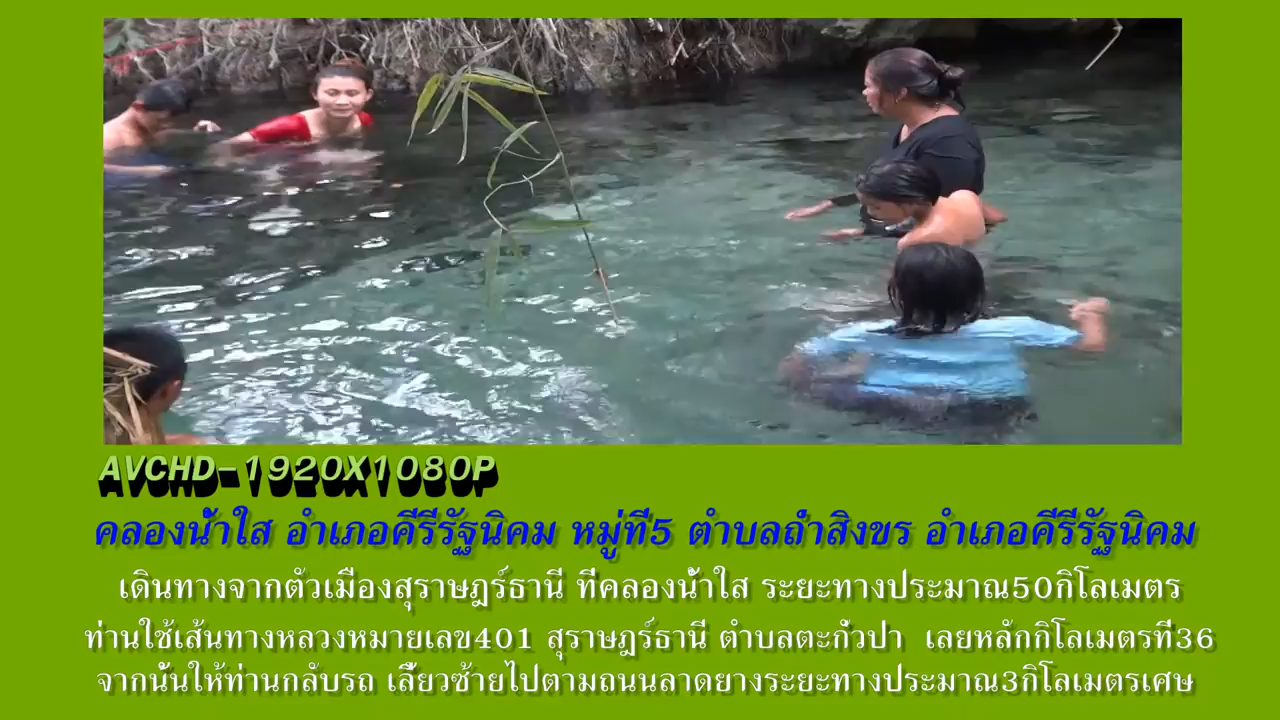 AVCHD-1920X1080P
คลองน้ำใส อำเภอคีรีรัฐนิคม หมู่ที่5 ตำบลถ้ำสิงขร อำเภอคีรีรัฐนิคม
เดินทางจากตัวเมืองสุราษฎร์ธานี ที่คลองน้ำใส ระยะทางประมาณ50กิโลเมตร
ท่านใช้เส้นทางหลวงหมายเลข401 สุราษฎร์ธานี ตำบลตะกั่วปา เลยหลักกิโลเมตรที่36
จากนั้นให้ท่านกลับรถ เลี้ยวซ้ายไปตามถนนลาดยางระยะทางประมาณ3กิโลเมตรเศษ